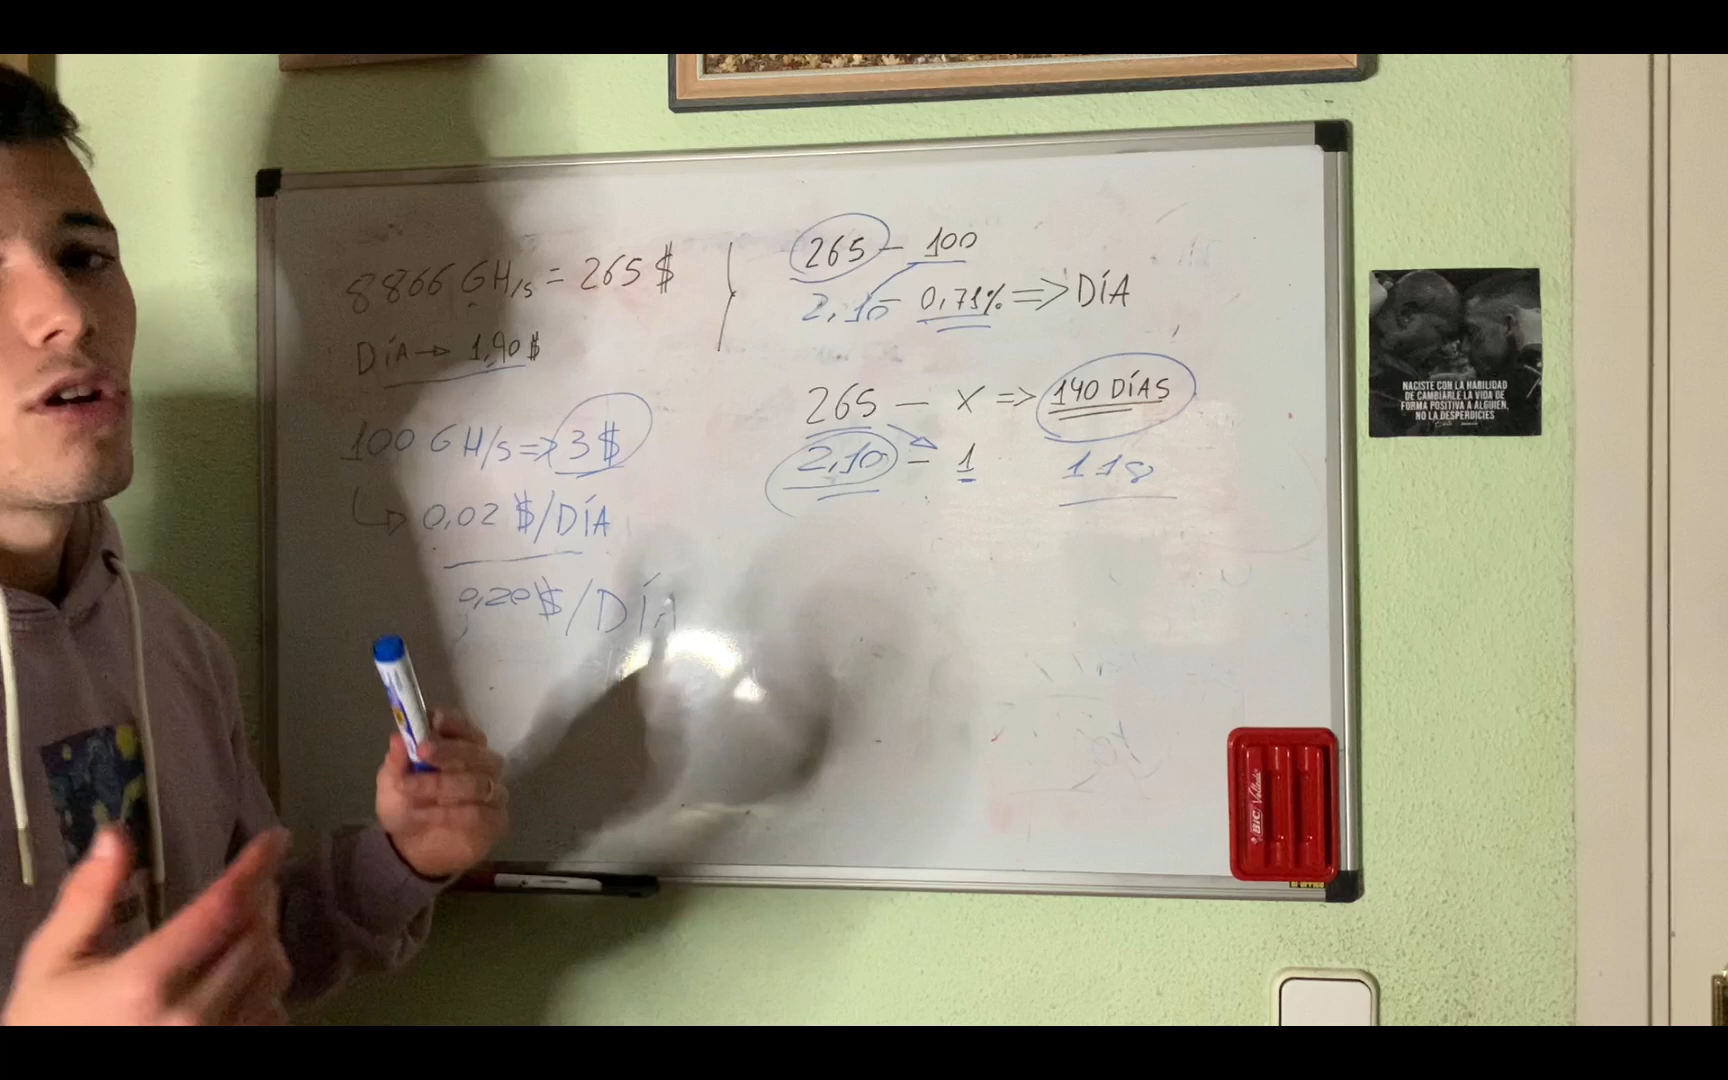 8866 GH/s = 265 $
DÍA → 1,90 $
100 GH/s => 3 $
↳ 0,02 $/DÍA
0,20 $/DÍA
265 — 100
2,10 — 0,71% => DÍA
265 — X => 140 DÍAS
2,10 — 1
118
NACISTE CON LA HABILIDAD
DE CAMBIARLE LA VIDA DE
FORMA POSITIVA A ALGUIEN,
NO LA DESPERDICIES
BIC Velleda